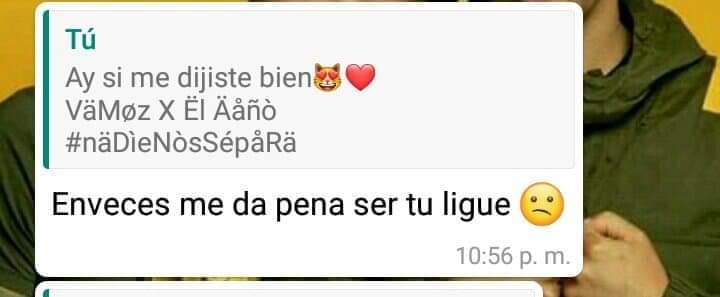 Tú
Ay si me dijiste bien😻❤️
VäMøz X Ël Äåñò
#näDìeNòsSépåRä
Enveces me da pena ser tu ligue 😕
10:56 p. m.